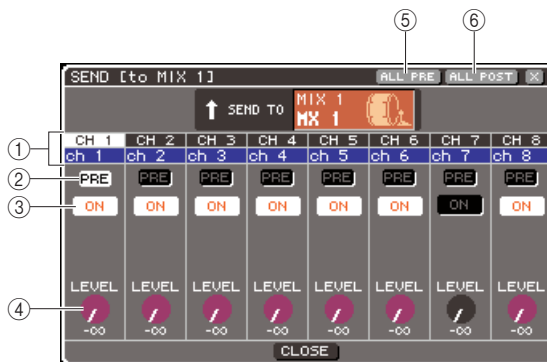 ⑤ ⑥
SEND [to MIX 1] ALL PRE ALL POST X
SEND TO MIX 1
MX 1
① CH 1 CH 2 CH 3 CH 4 CH 5 CH 6 CH 7 CH 8
ch 1 ch 2 ch 3 ch 4 ch 5 ch 6 ch 7 ch 8
② PRE PRE PRE PRE PRE PRE PRE PRE
③ ON ON ON ON ON ON ON ON
LEVEL LEVEL LEVEL LEVEL LEVEL LEVEL LEVEL LEVEL
④
-∞ -∞ -∞ -∞ -∞ -∞ -∞ -∞
CLOSE